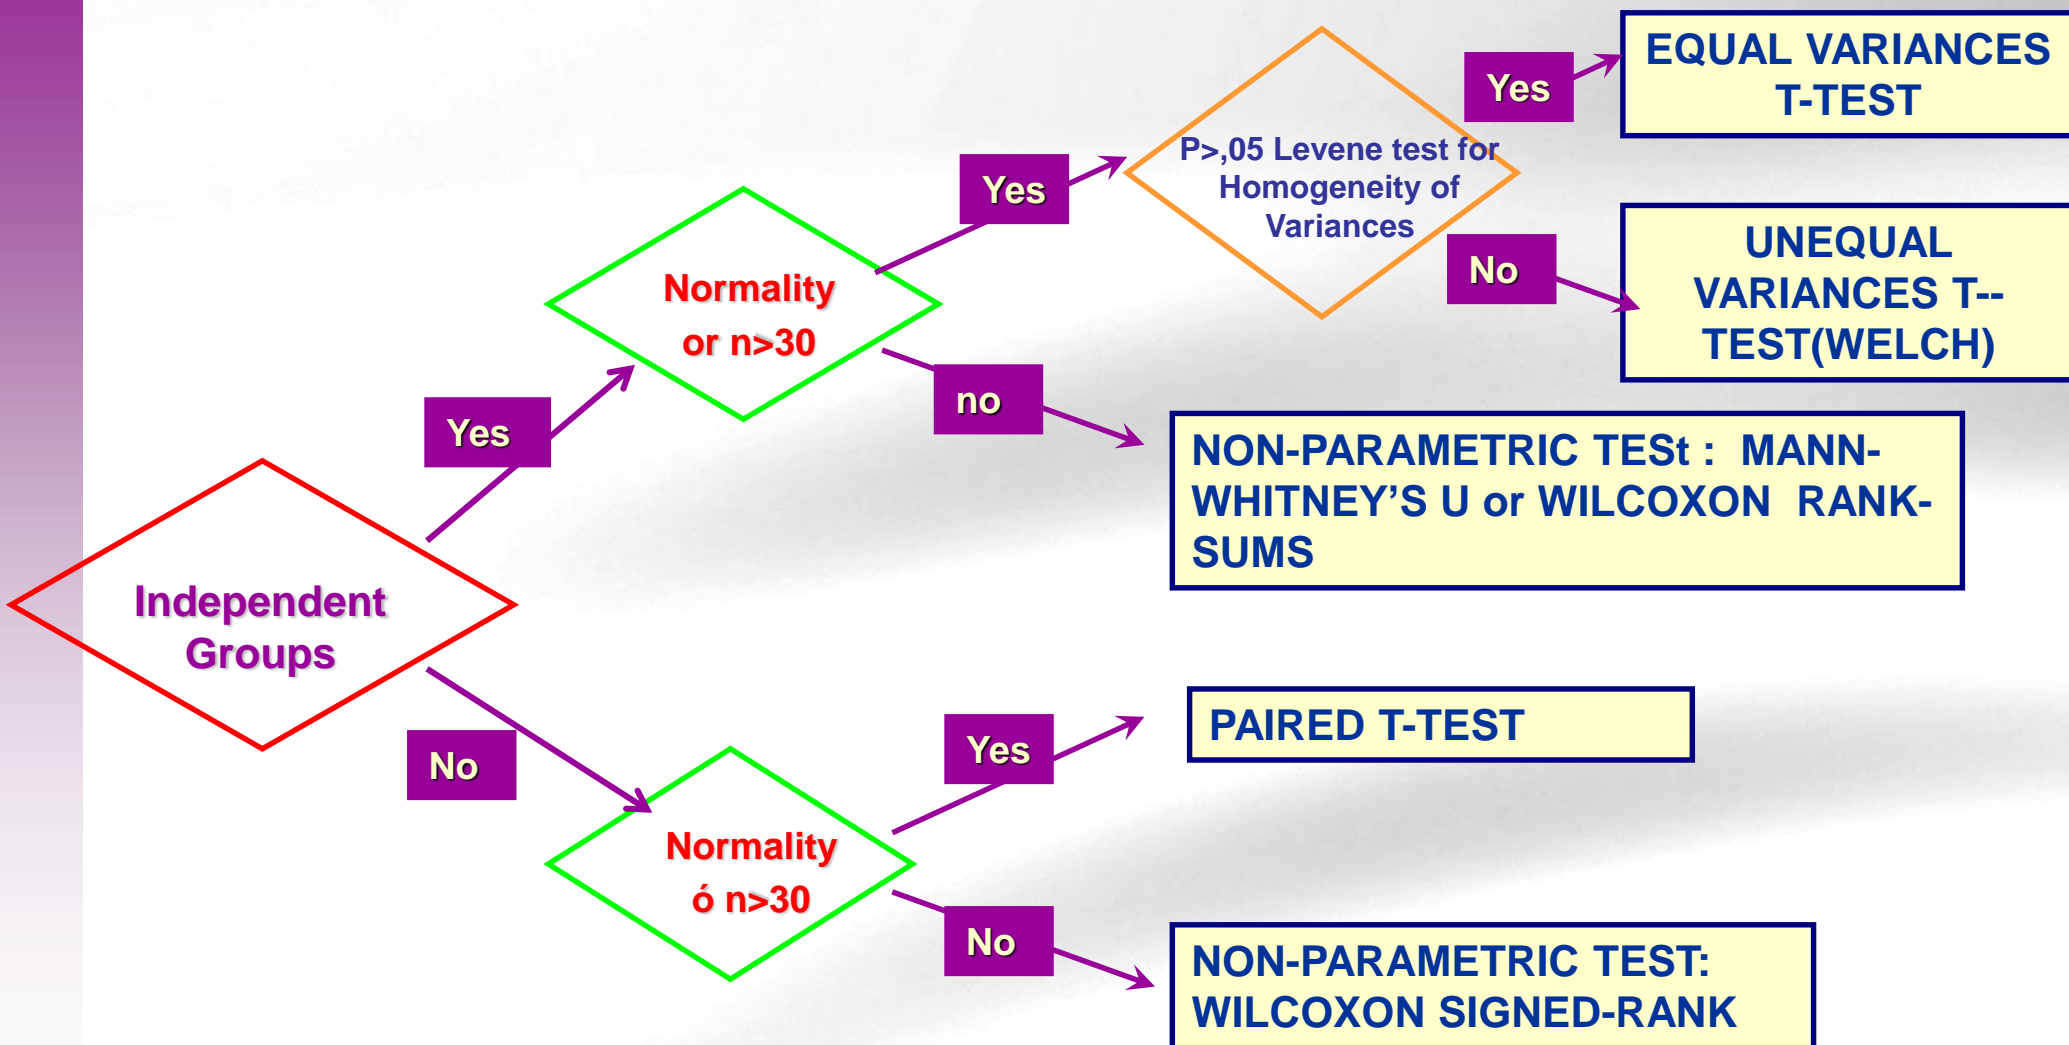 EQUAL VARIANCES
T-TEST
Yes
P>,05 Levene test for
Homogeneity of
Variances
Yes
No
UNEQUAL
VARIANCES T--
TEST(WELCH)
Normality
or n>30
no
Yes
NON-PARAMETRIC TESt : MANN-
WHITNEY’S U or WILCOXON RANK-
SUMS
Independent
Groups
No
Yes
PAIRED T-TEST
Normality
ó n>30
No
NON-PARAMETRIC TEST:
WILCOXON SIGNED-RANK